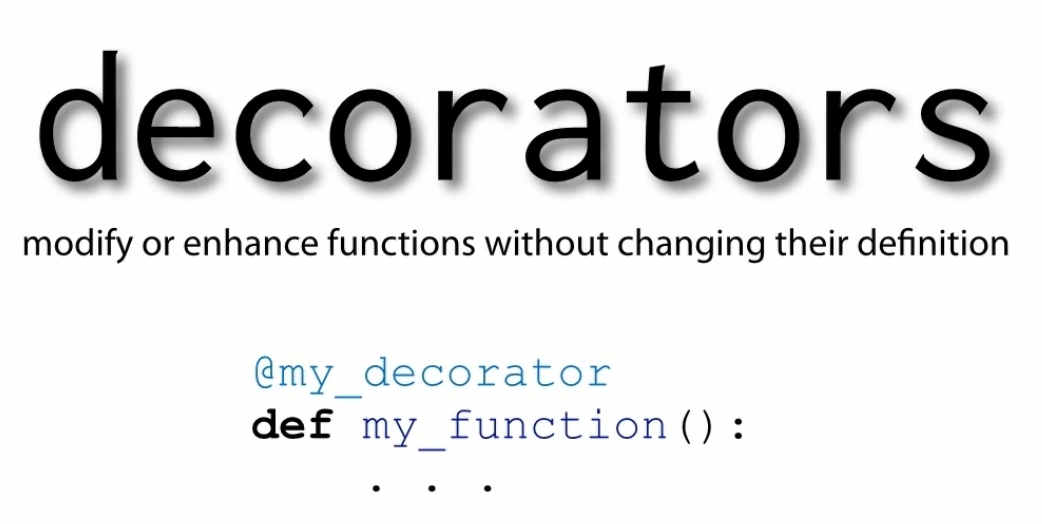 decorators
modify or enhance functions without changing their definition
@my_decorator
def my_function():
. . .